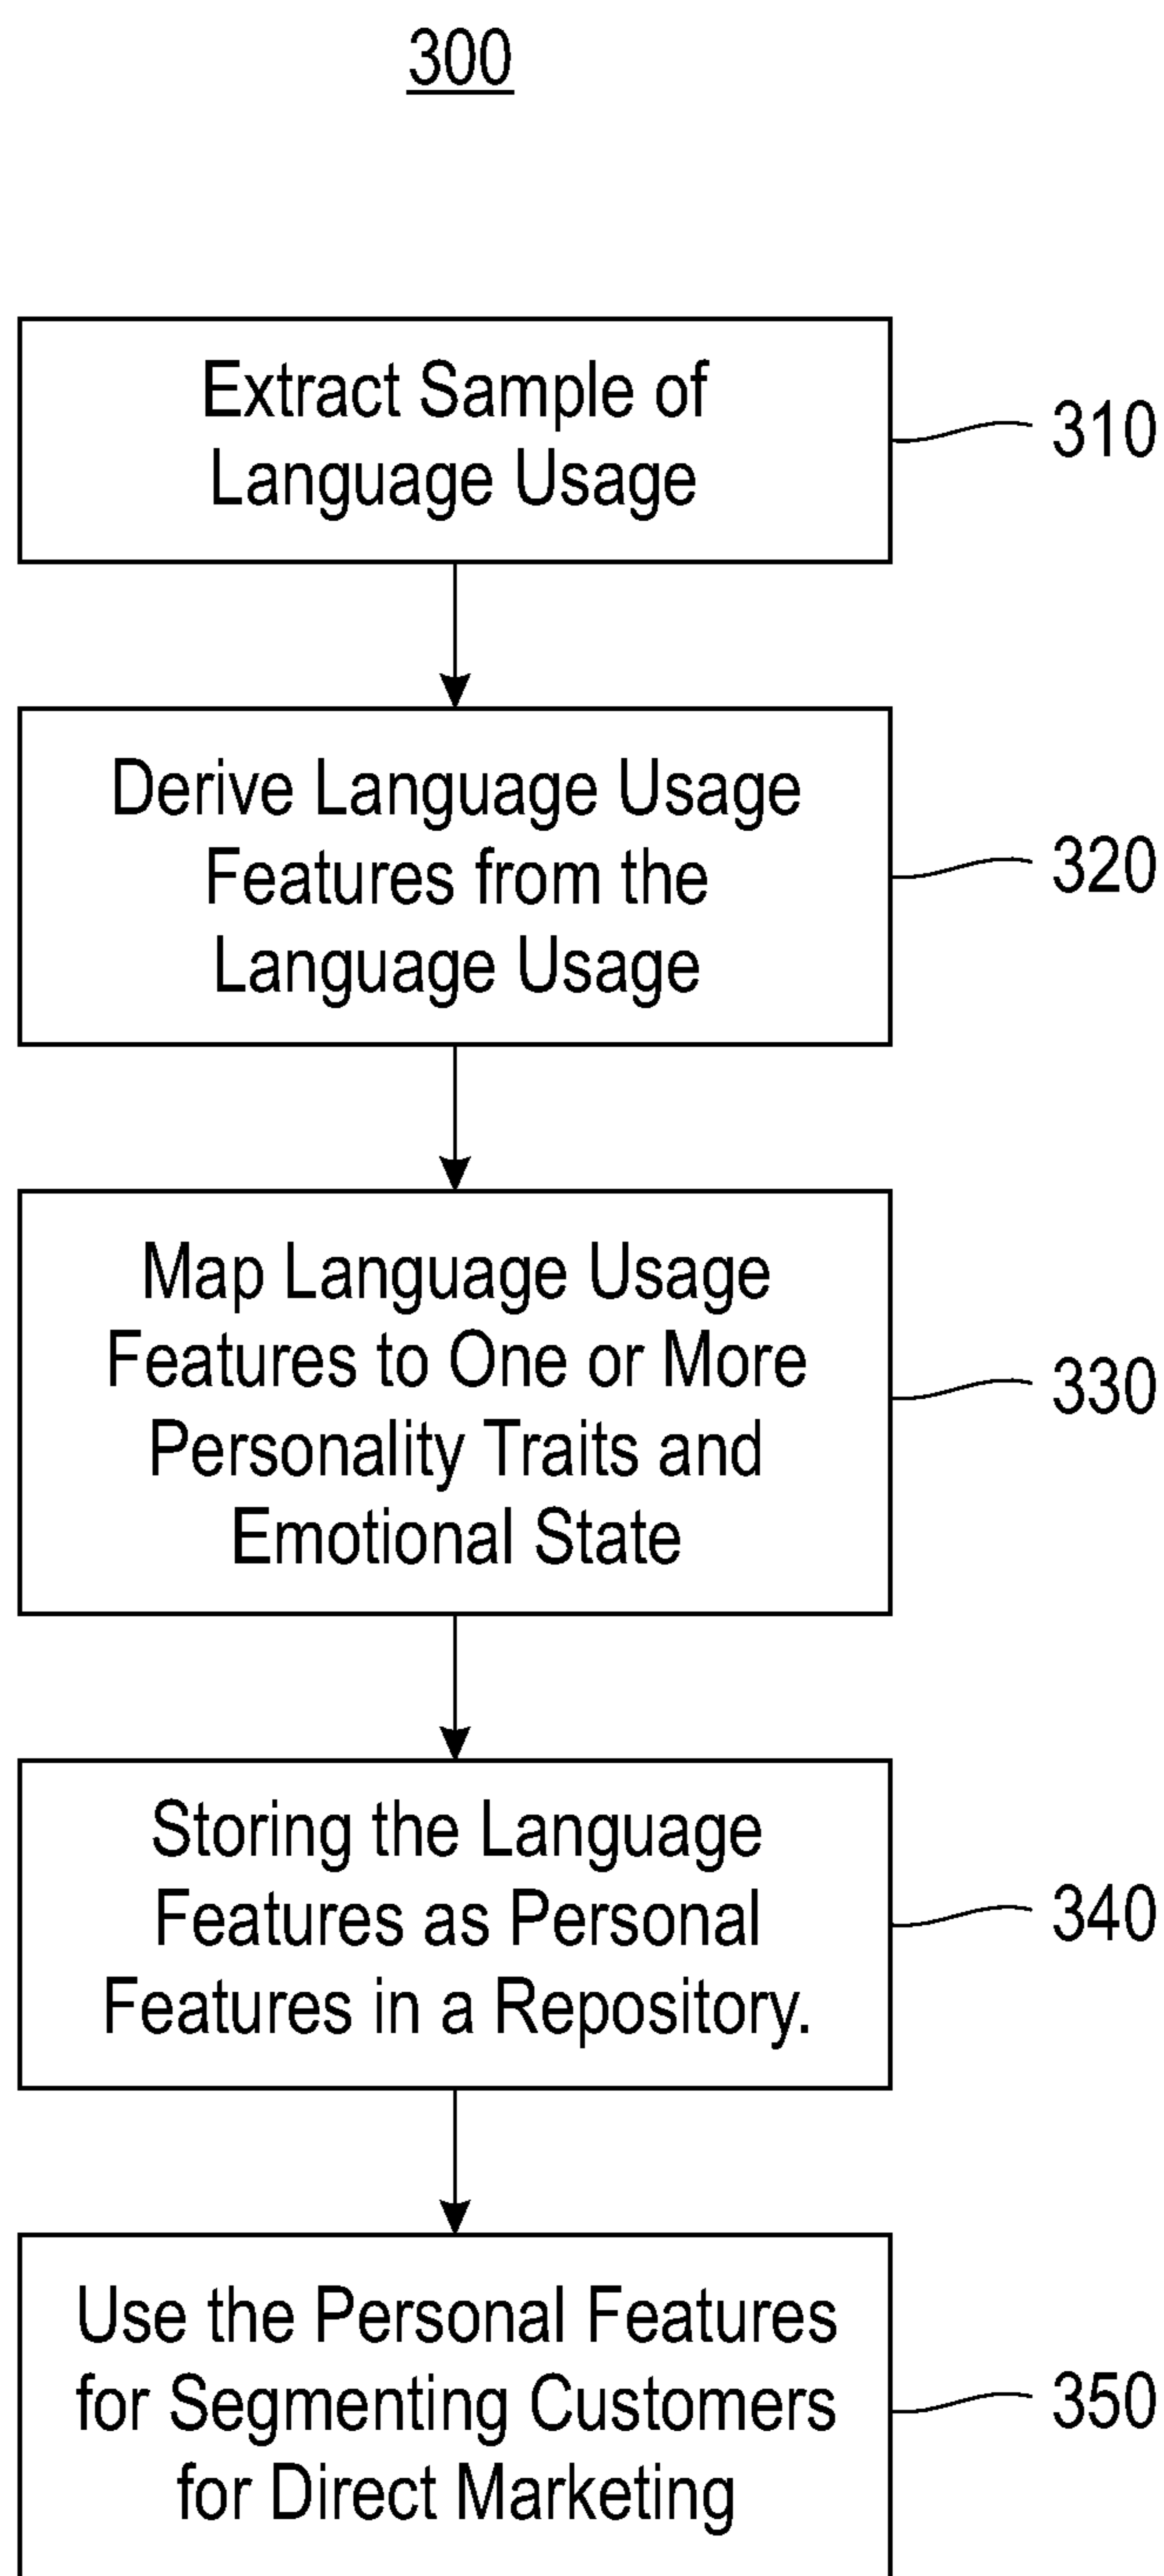 300
Extract Sample of
Language Usage
310
Derive Language Usage
Features from the
Language Usage
320
Map Language Usage
Features to One or More
Personality Traits and
Emotional State
330
Storing the Language
Features as Personal
Features in a Repository.
340
Use the Personal Features
for Segmenting Customers
for Direct Marketing
350